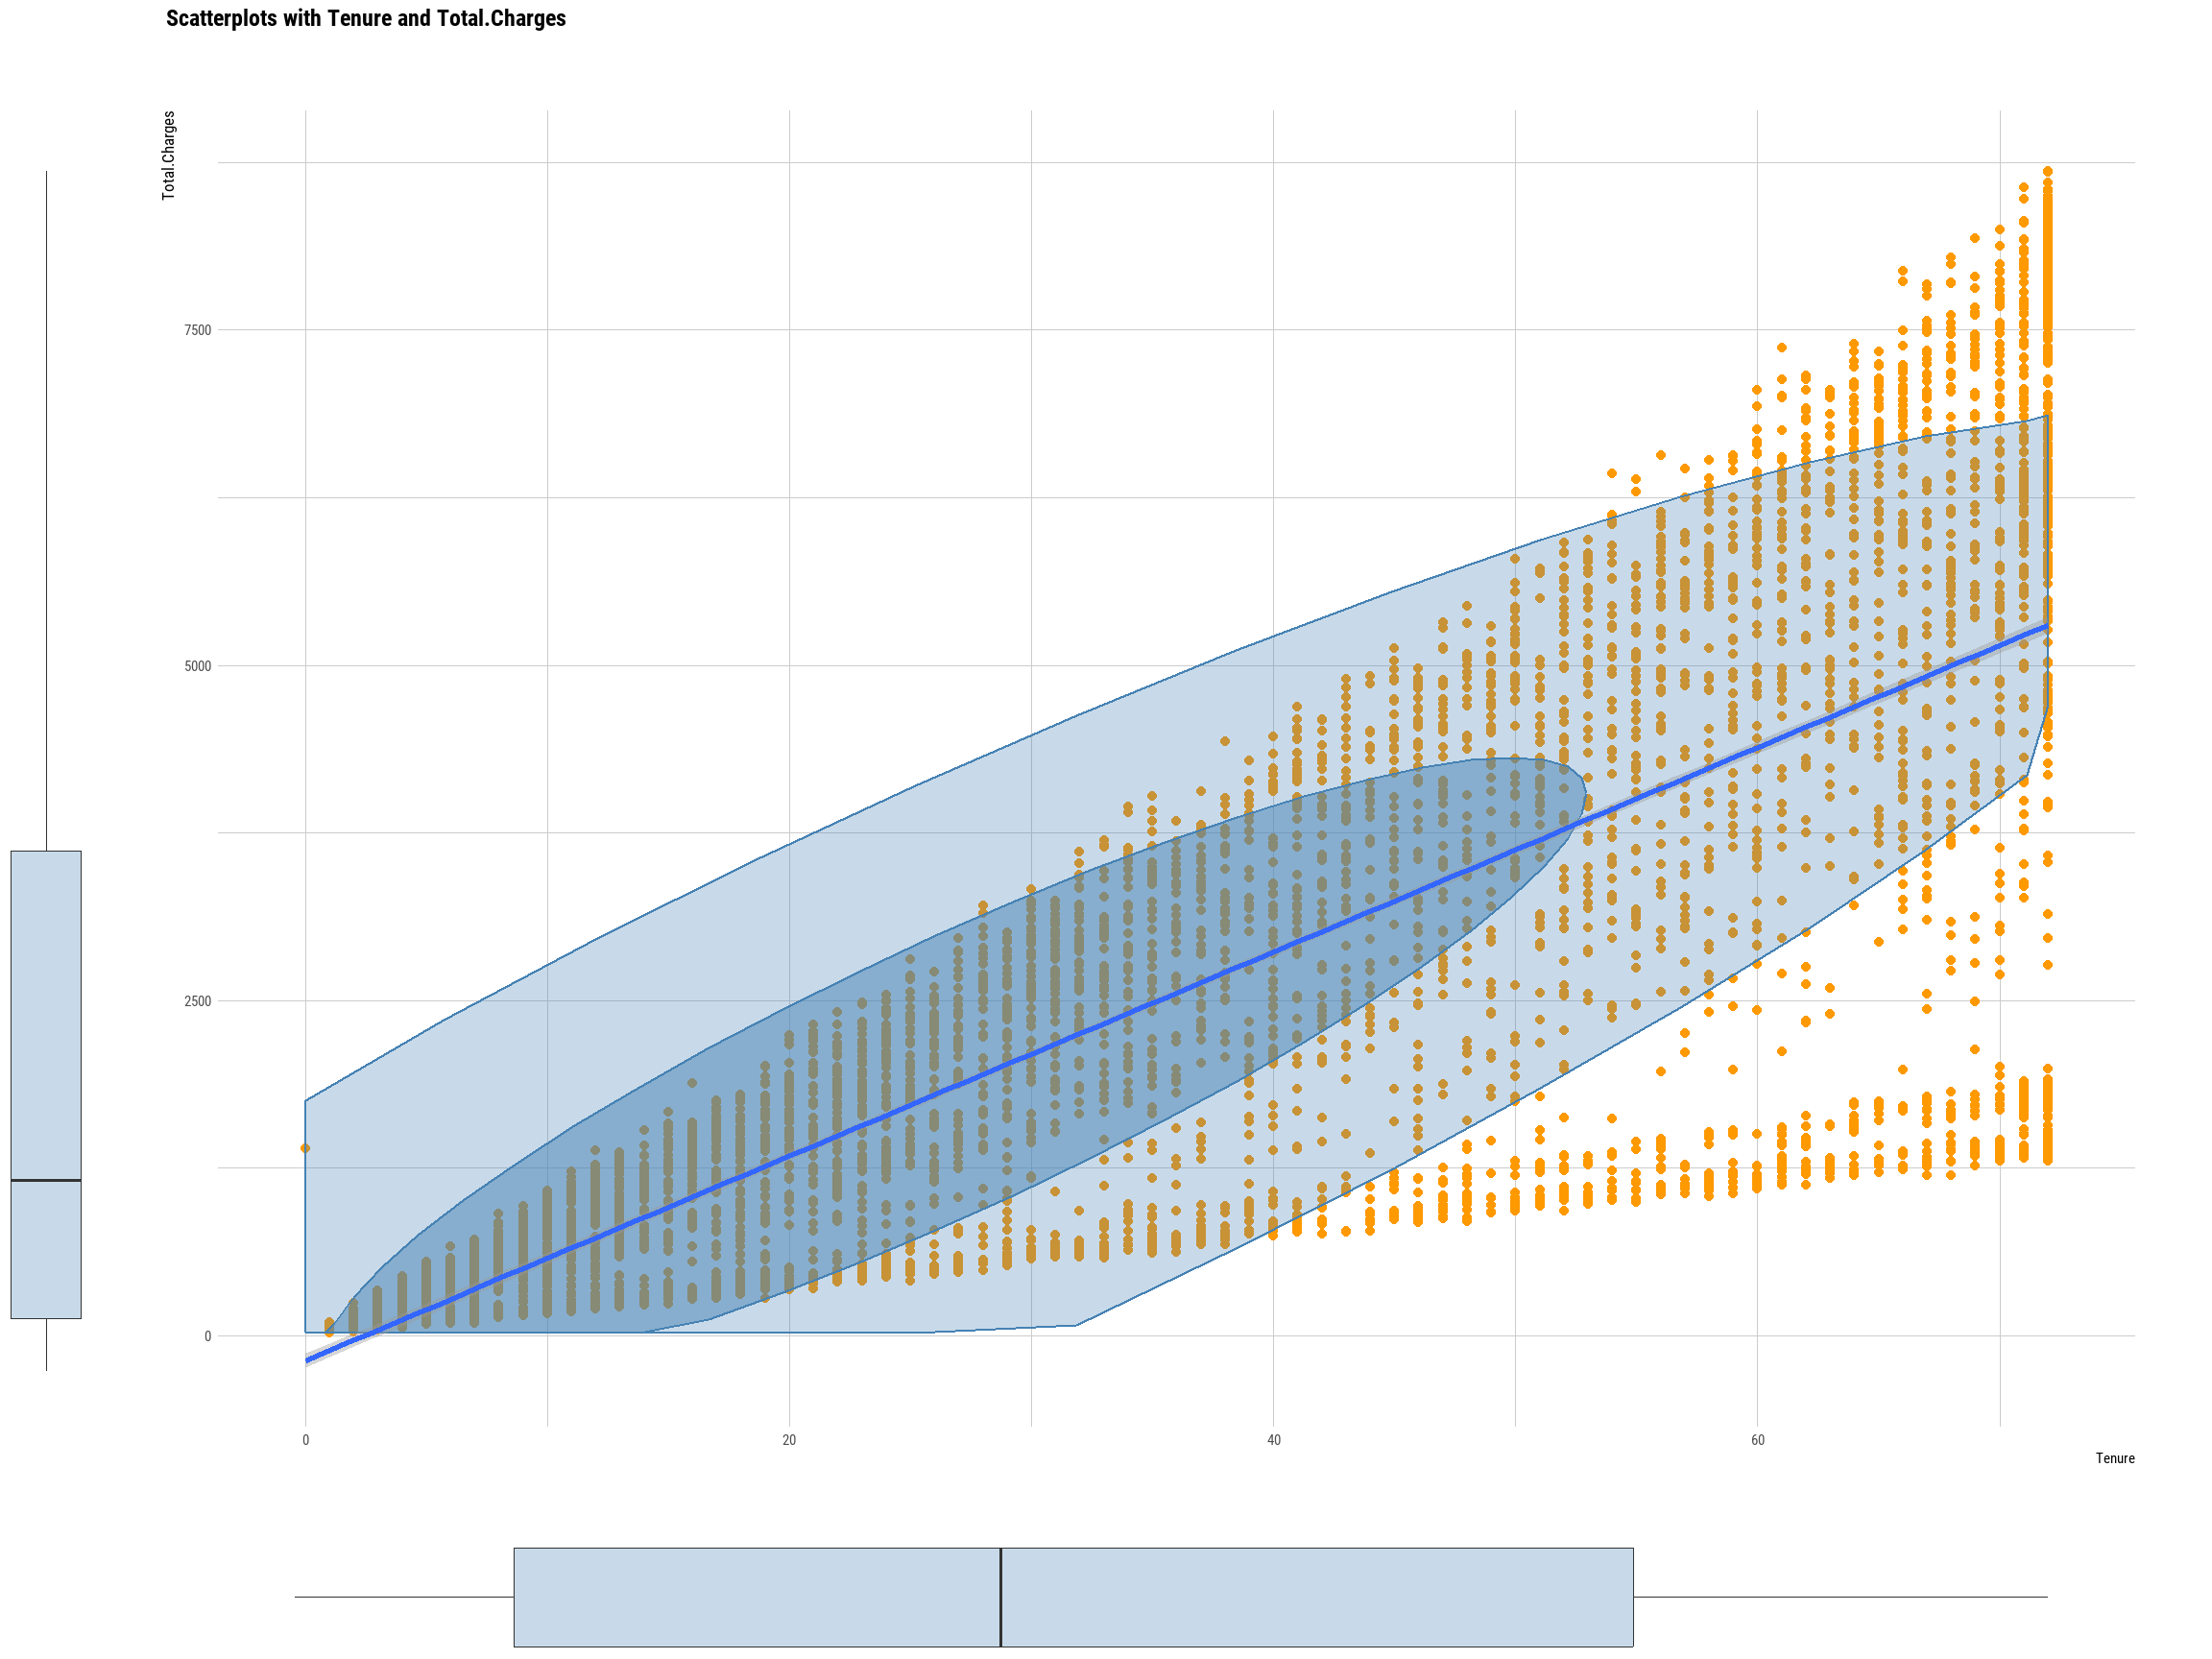 Scatterplots with Tenure and Total.Charges
Total.Charges
7500
5000
2500
0
0 20 40 60
Tenure